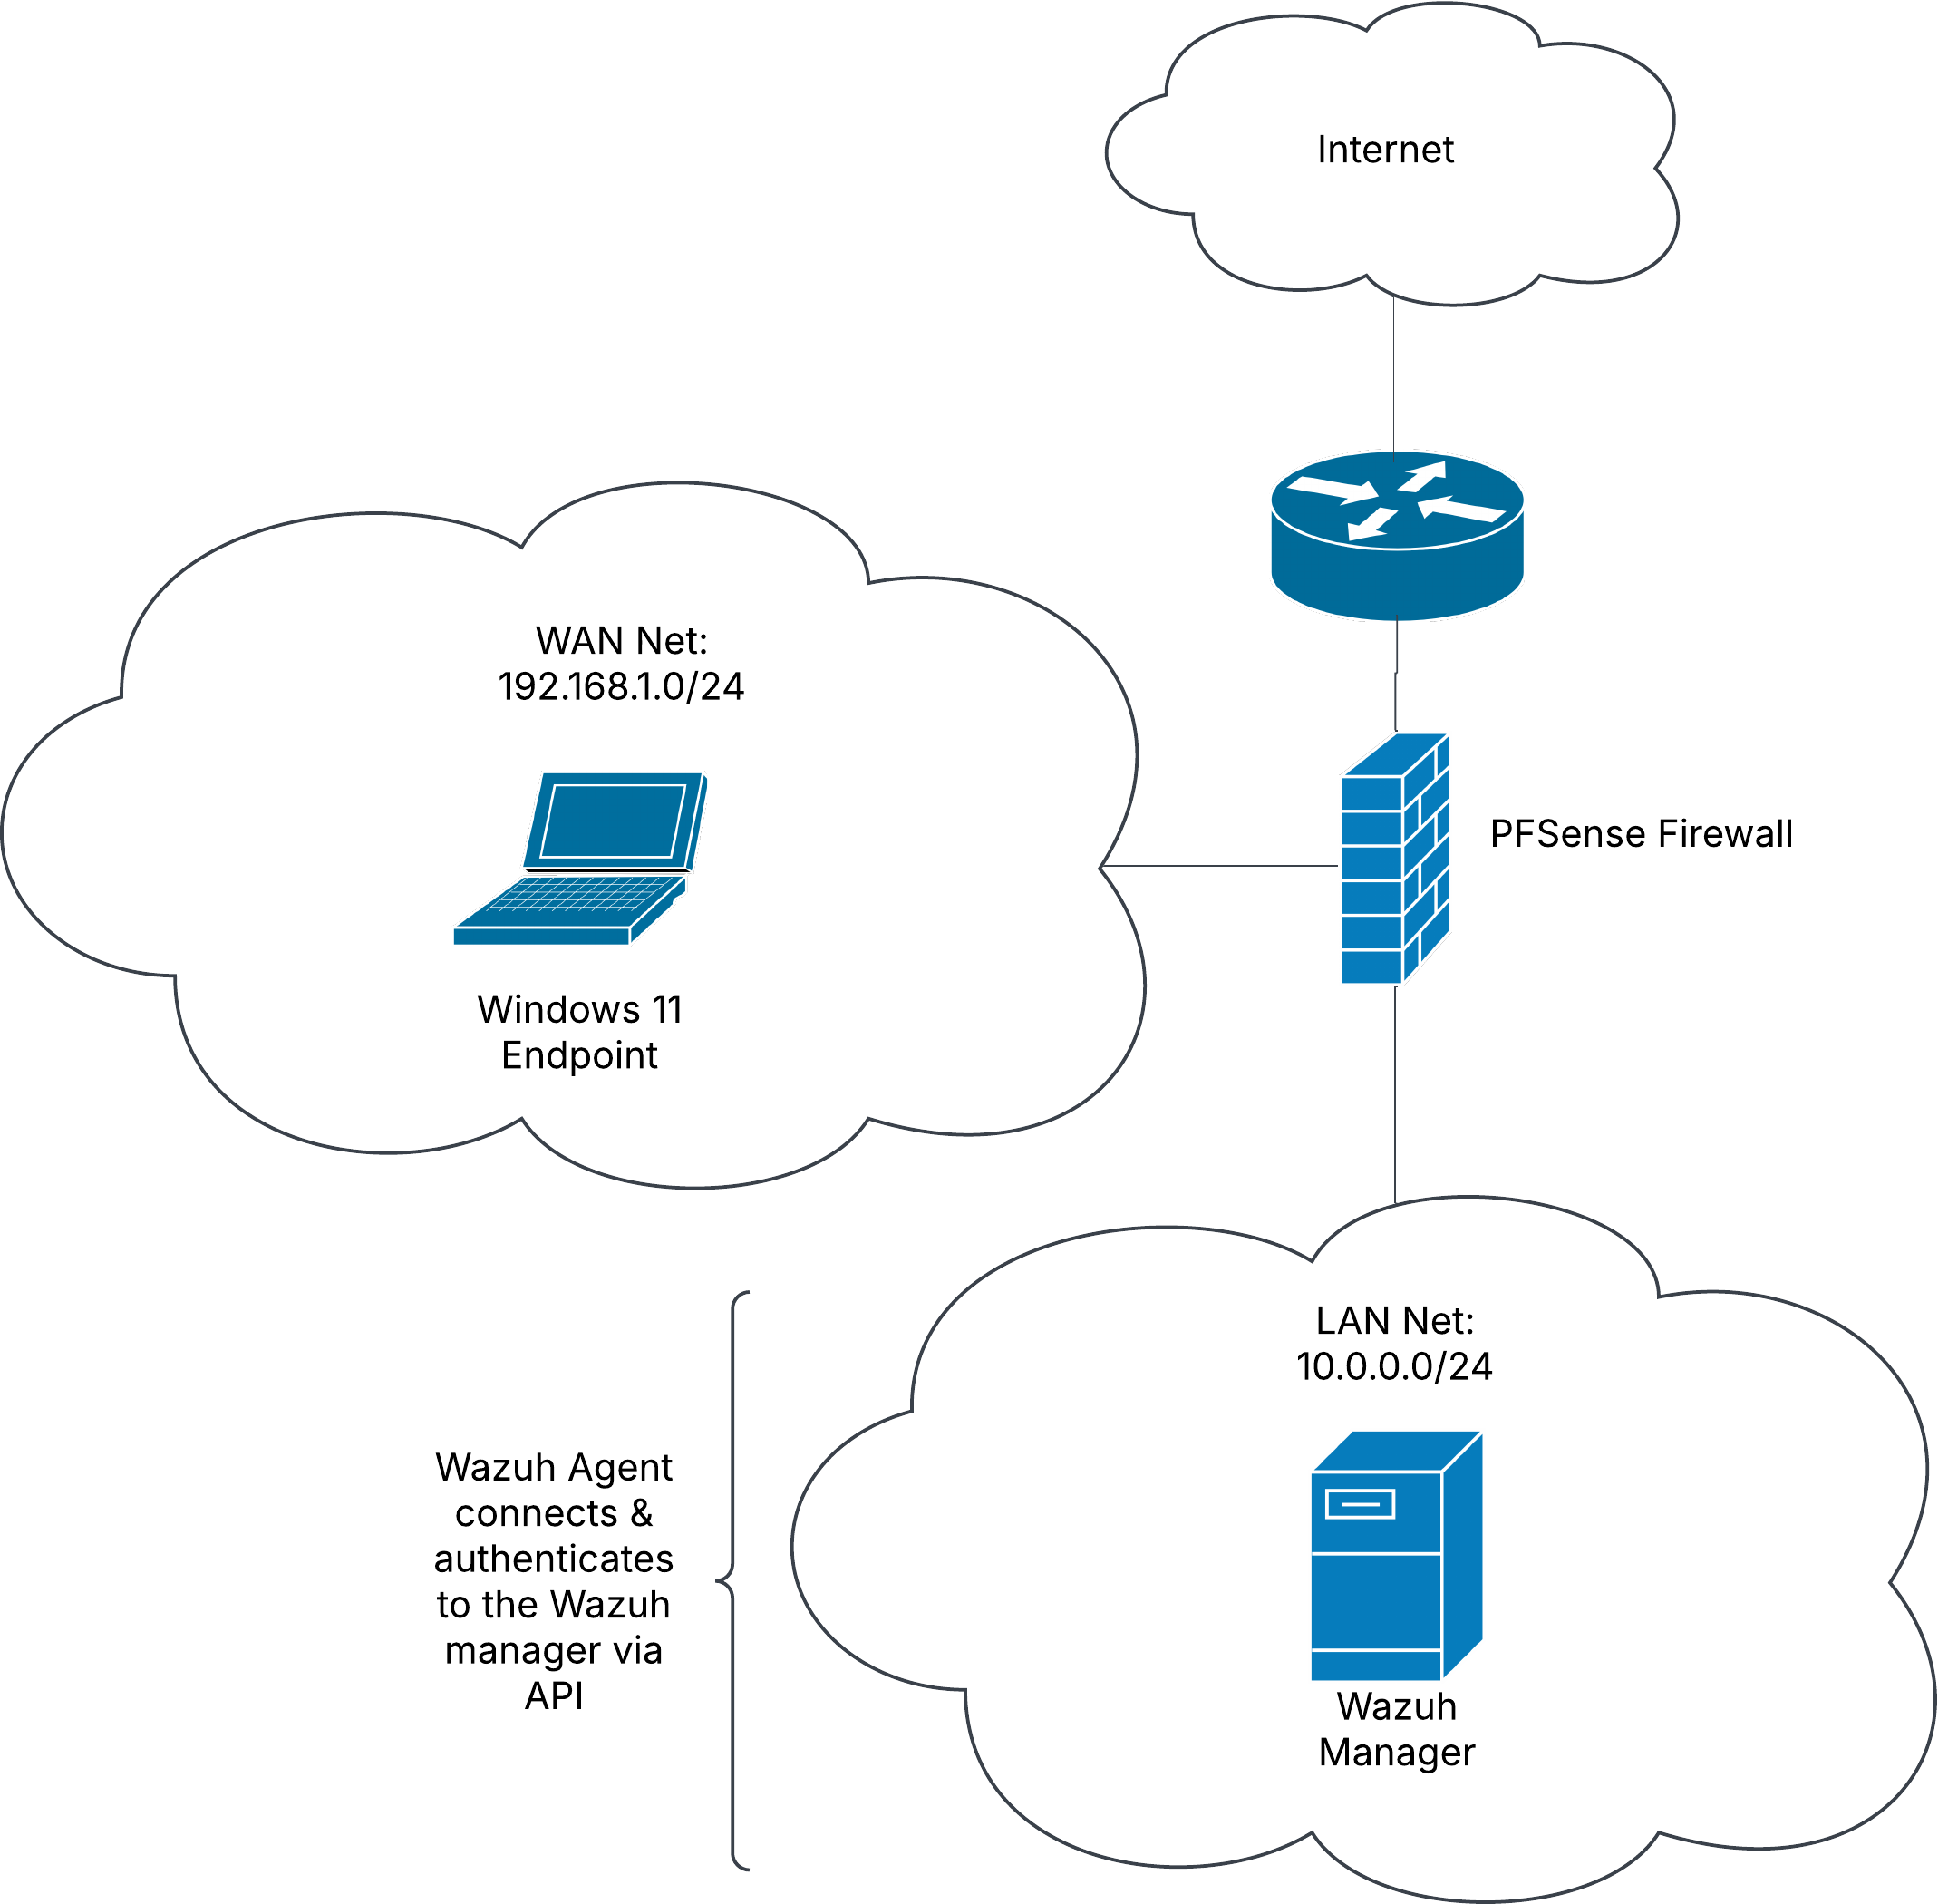 Internet
WAN Net:
192.168.1.0/24
PFSense Firewall
Windows 11
Endpoint
LAN Net:
10.0.0.0/24
Wazuh Agent
connects &
authenticates
to the Wazuh
manager via
API
Wazuh
Manager